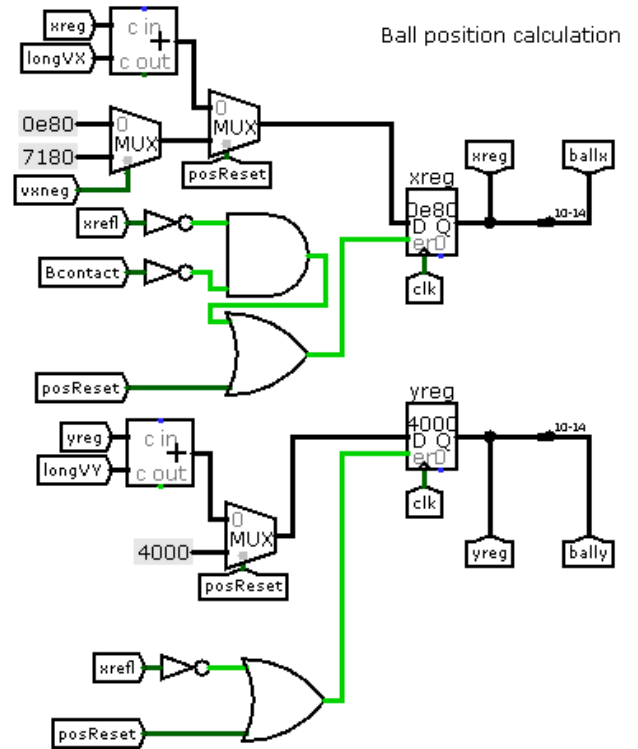 Ball position calculation
xreg
longVX
c in
+
c out
0e80
7180
0
MUX
0
MUX
vxneg
posReset
xreg
ballx
xreg
0e80
D Q
en 0
10-14
clk
xrefl
Bcontact
posReset
yreg
longVY
c in
+
c out
4000
0
MUX
posReset
yreg
4000
D Q
en 0
10-14
clk
yreg
bally
xrefl
posReset